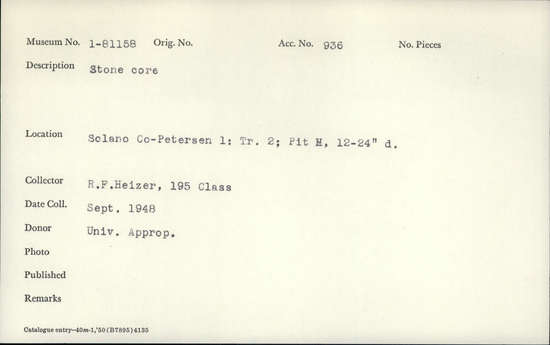 Museum No. 1-81158 Orig. No. Acc. No. 936 No. Pieces
Description Stone core
Location Solano Co-Petersen 1: Tr. 2; Pit H, 12-24" d.
Collector R.F.Heizer, 195 Class
Date Coll. Sept. 1948
Donor Univ. Approp.
Photo
Published
Remarks
Catalogue entry—40m-1,'50 (B7895) 4135